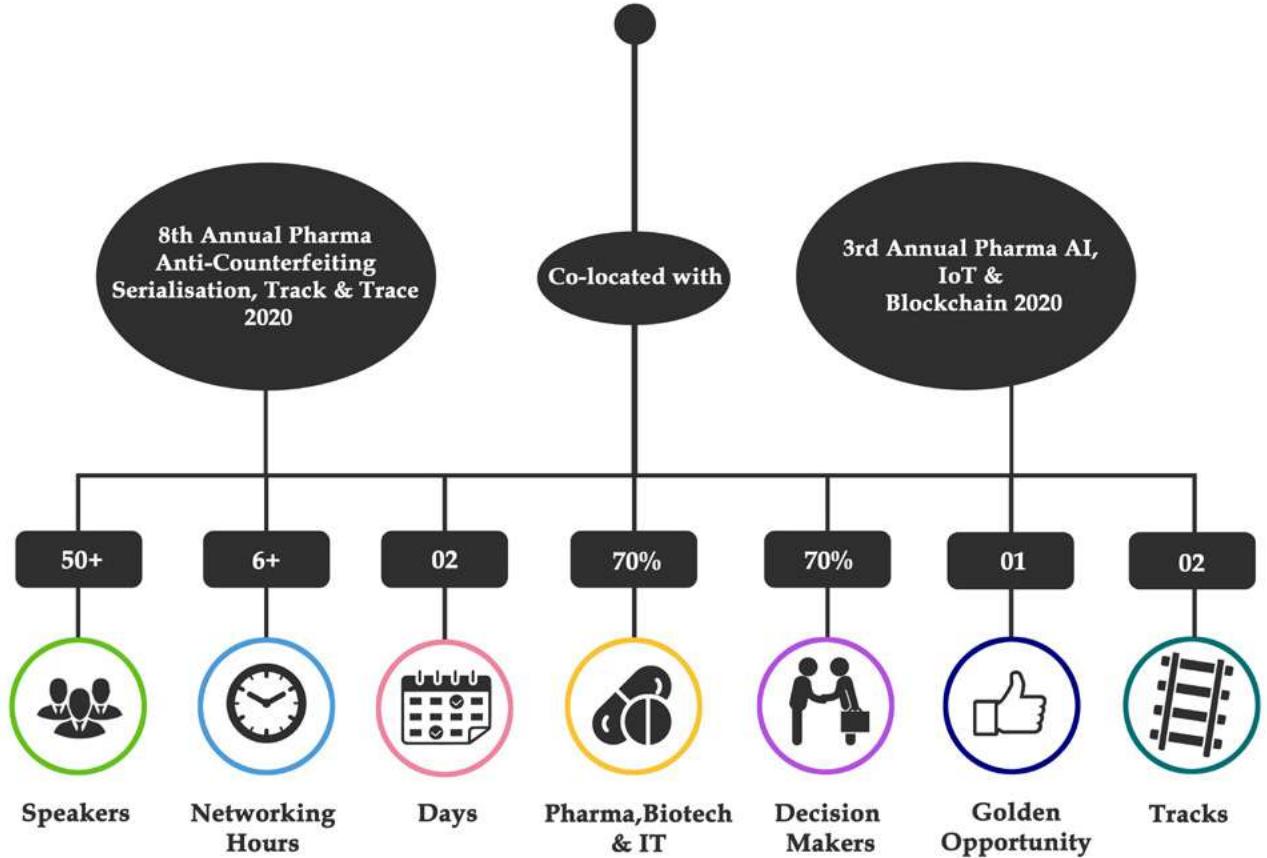 8th Annual Pharma
Anti-Counterfeiting
Serialisation, Track & Trace
2020
Co-located with
3rd Annual Pharma AI,
IoT &
Blockchain 2020
50+
6+
02
70%
70%
01
02
Speakers
Networking
Hours
Days
Pharma,Biotech
& IT
Decision
Makers
Golden
Opportunity
Tracks